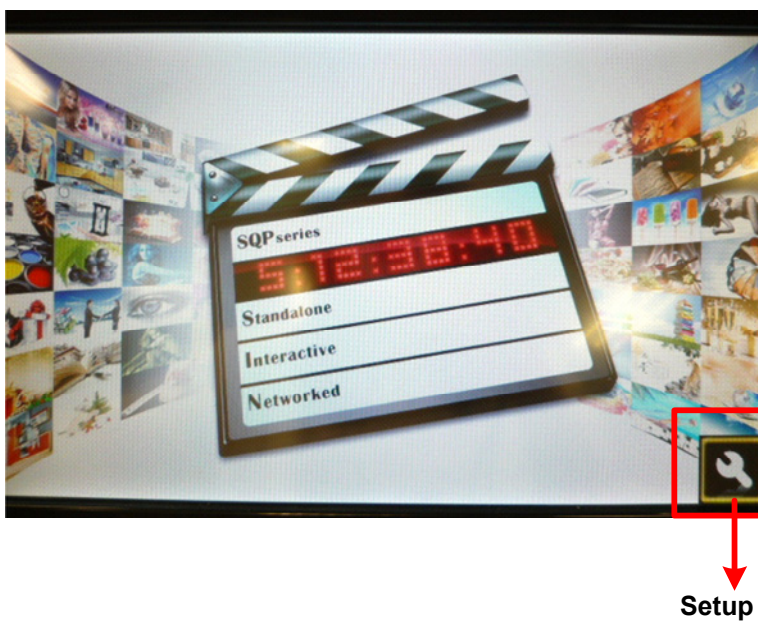 SQP series
5:12:38:40
Standalone
Interactive
Networked
Setup